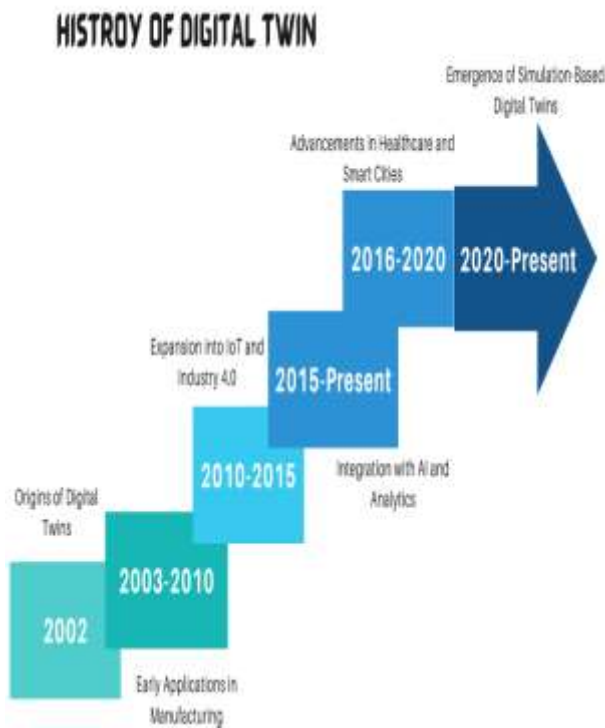 HISTROY OF DIGITAL TWIN
Emergence of Simulation-Based
Digital Twins
Advancements in Healthcare and
Smart Cities
2016-2020
2020-Present
Expansion into IoT and
Industry 4.0
2015-Present
Integration with AI and
Analytics
2010-2015
Origins of Digital
Twins
2003-2010
2002
Early Applications in
Manufacturing